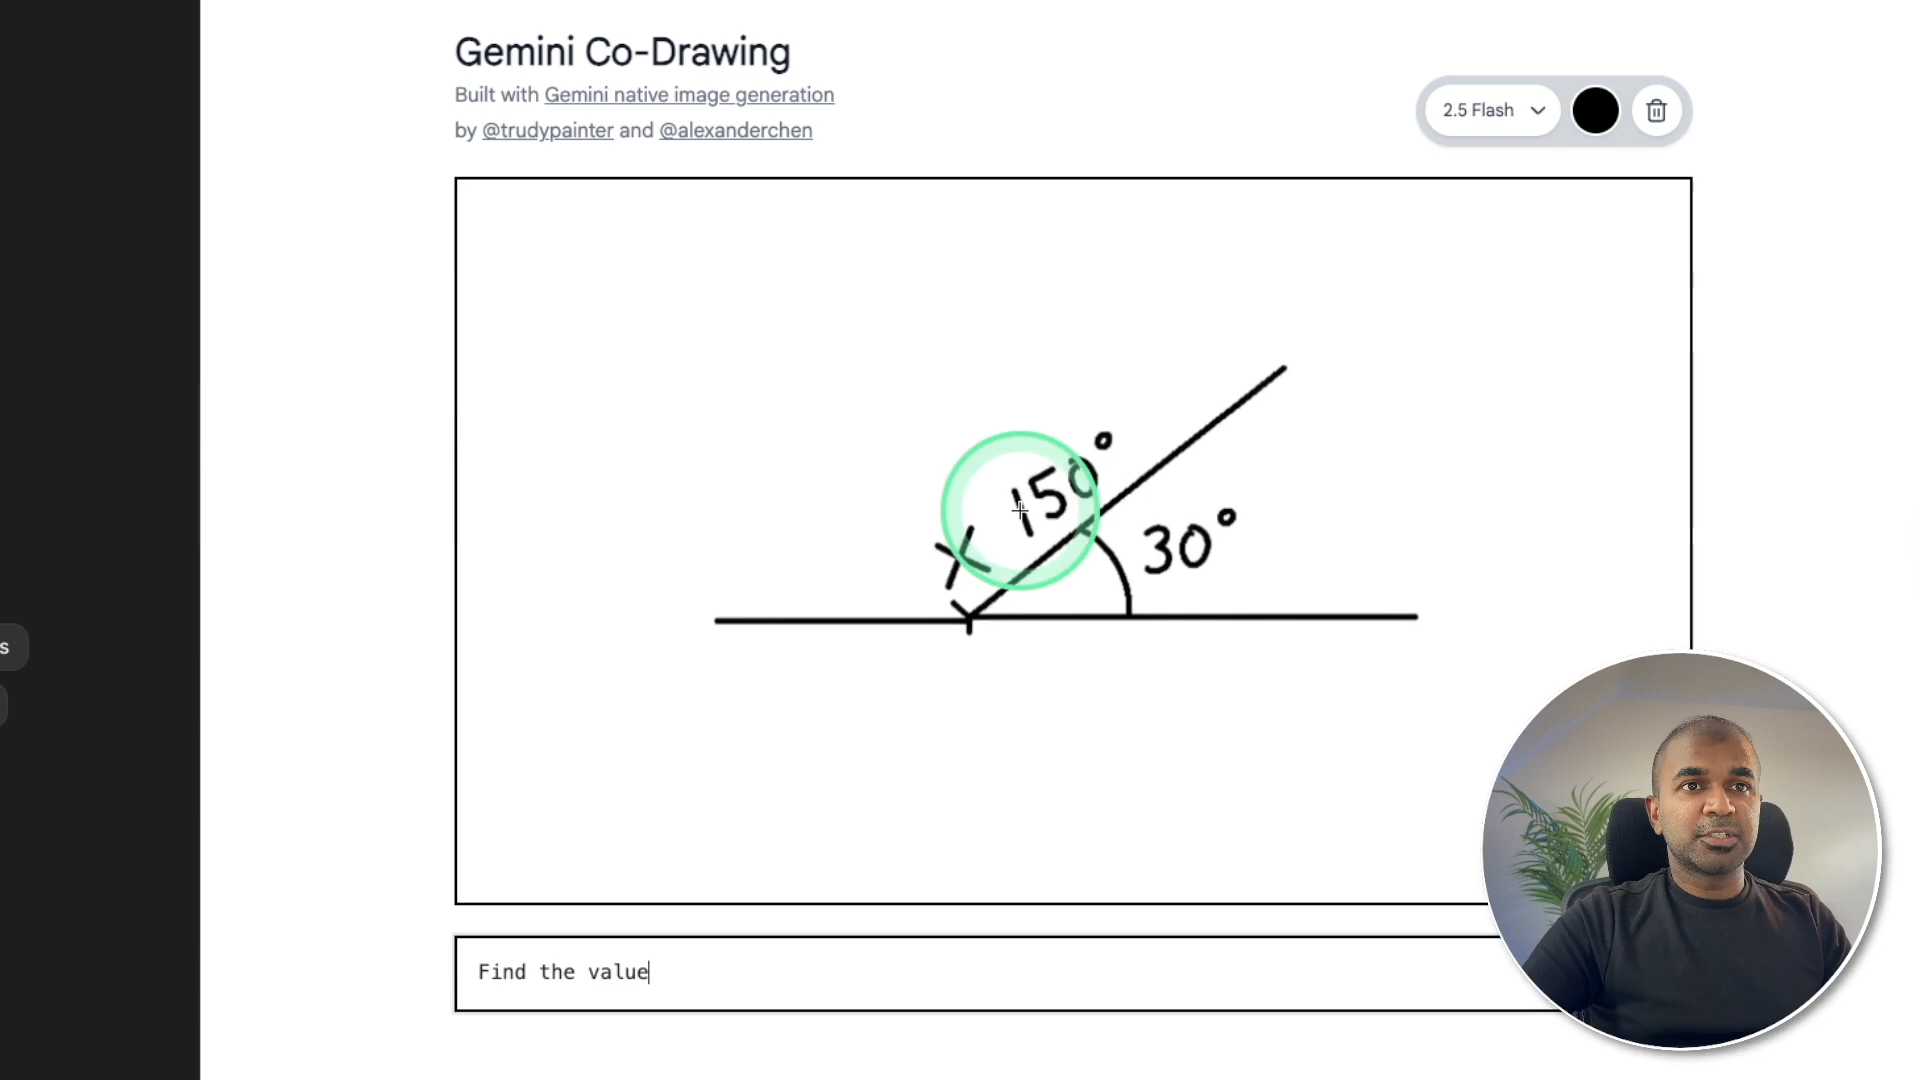 Gemini Co-Drawing
Built with Gemini native image generation
by @trudypainter and @alexanderchen
2.5 Flash
150°
X
30°
s
Find the value